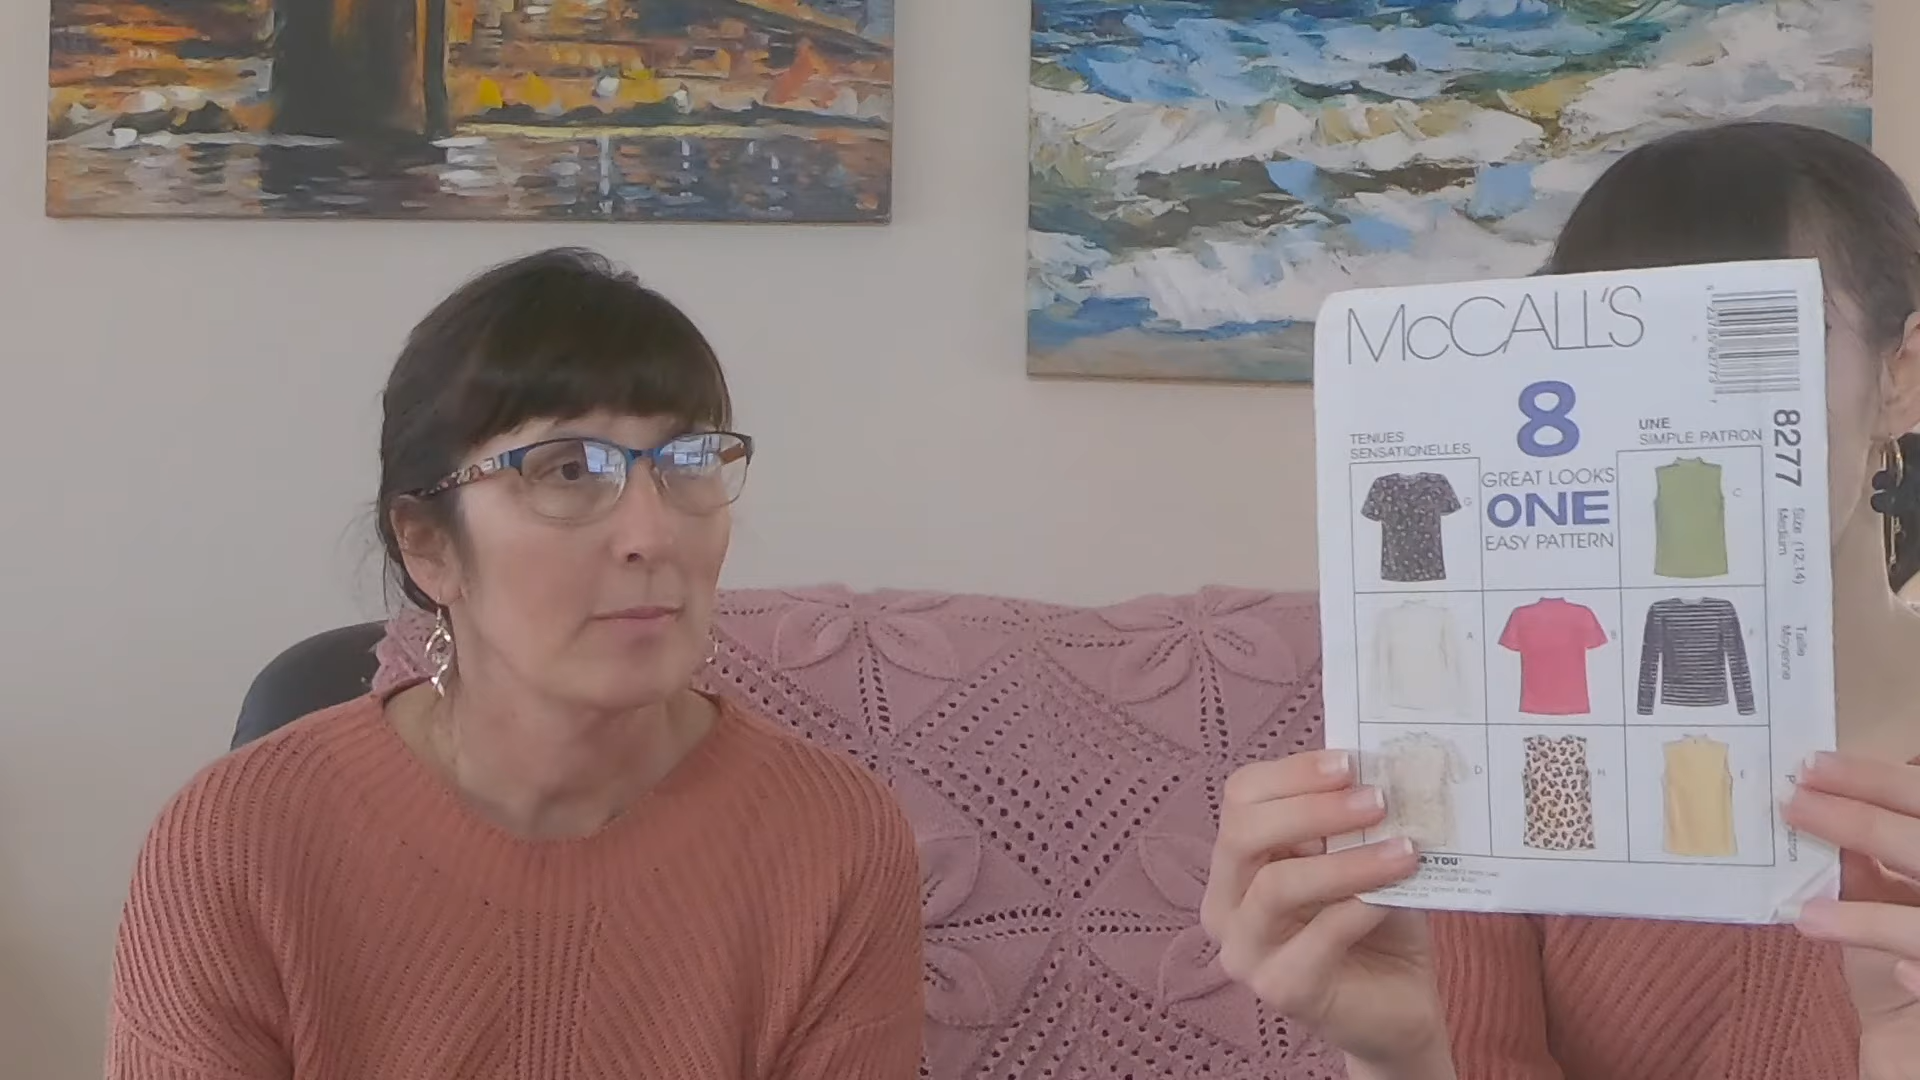 McCALL'S
8
TENUES
SENSATIONELLES
GREAT LOOKS
ONE
EASY PATTERN
UNE
SIMPLE PATRON
8277
Size (12,14)
Medium
Taille
Moyenne
G
C
A
B
F
D
H
E
R-YOU